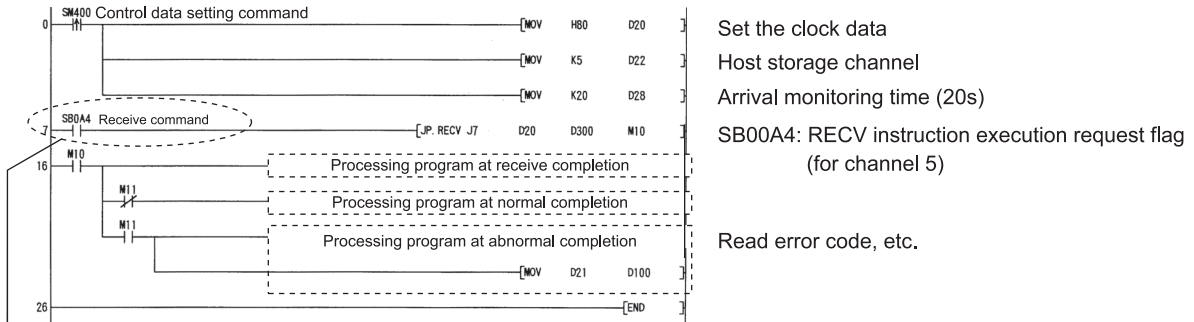 SM400 Control data setting command
0 [MOV H80 D20 ] Set the clock data
[MOV K5 D22 ] Host storage channel
[MOV K20 D28 ] Arrival monitoring time (20s)
SB0A4 Receive command
7 [JP.RECV J7 D20 D300 M10 ] SB00A4: RECV instruction execution request flag
(for channel 5)
M10
16 Processing program at receive completion
M11
Processing program at normal completion
M11
Processing program at abnormal completion Read error code, etc.
[MOV D21 D100 ]
26 [END ]